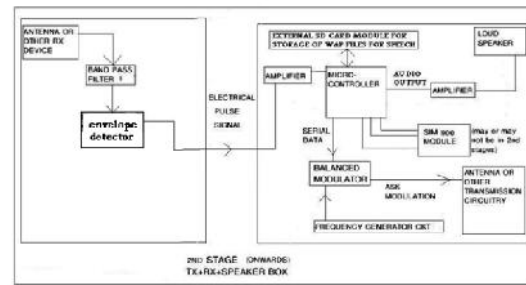 ANTENNA OR
OTHER RX
DEVICE
BAND PASS
FILTER 1
envelope
detector
ELECTRICAL
PULSE
SIGNAL
EXTERNAL SD CARD MODULE FOR
STORAGE OF WAP FILES FOR SPEECH
AMPLIFIER
MICRO-
CONTROLLER
AUDIO
OUTPUT
AMPLIFIER
LOUD
SPEAKER
SERIAL
DATA
SIM 900
MODULE
(may or may
not be in 2nd
stages)
BALANCED
MODULATOR
ASK
MODULATION
ANTENNA OR
OTHER
TRANSMISSION
CIRCUITRY
FREQUENCY GENERATOR CKT
2ND STAGE (ONWARDS)
TX+RX+SPEAKER BOX